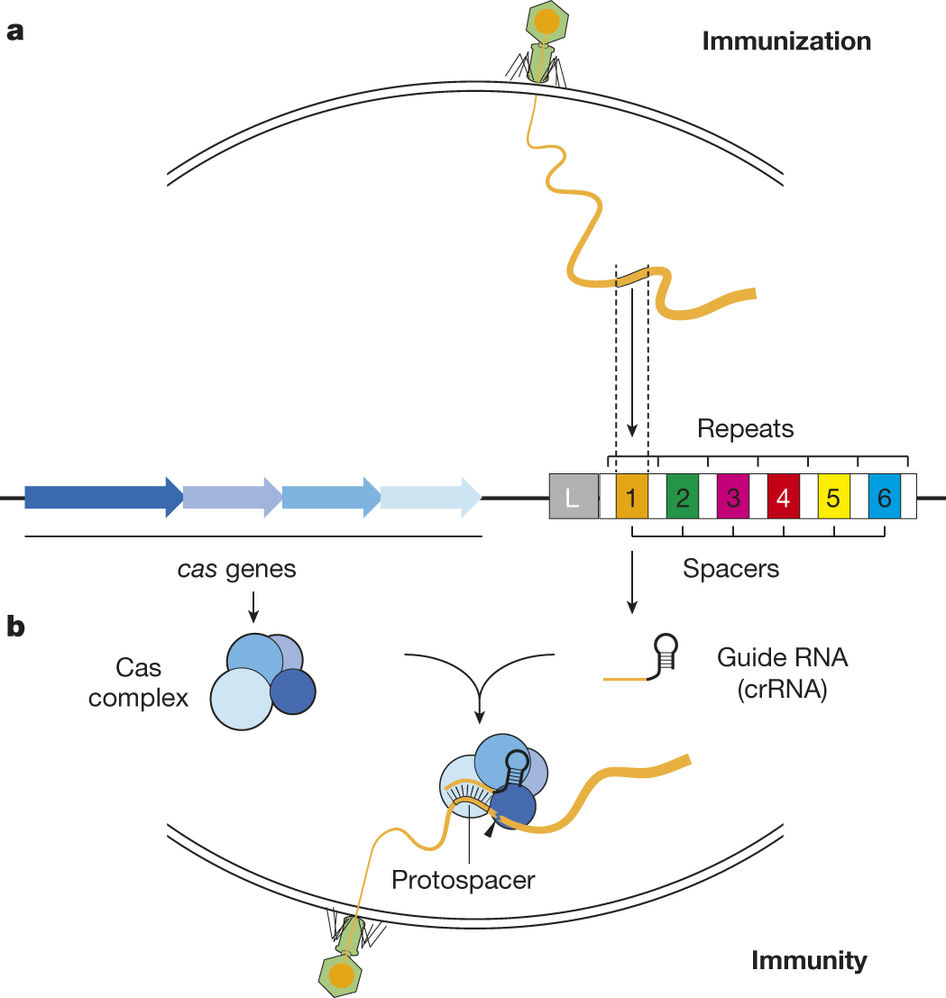 a
Immunization
Repeats
L 1 2 3 4 5 6
cas genes
Spacers
b
Cas
complex
Guide RNA
(crRNA)
Protospacer
Immunity